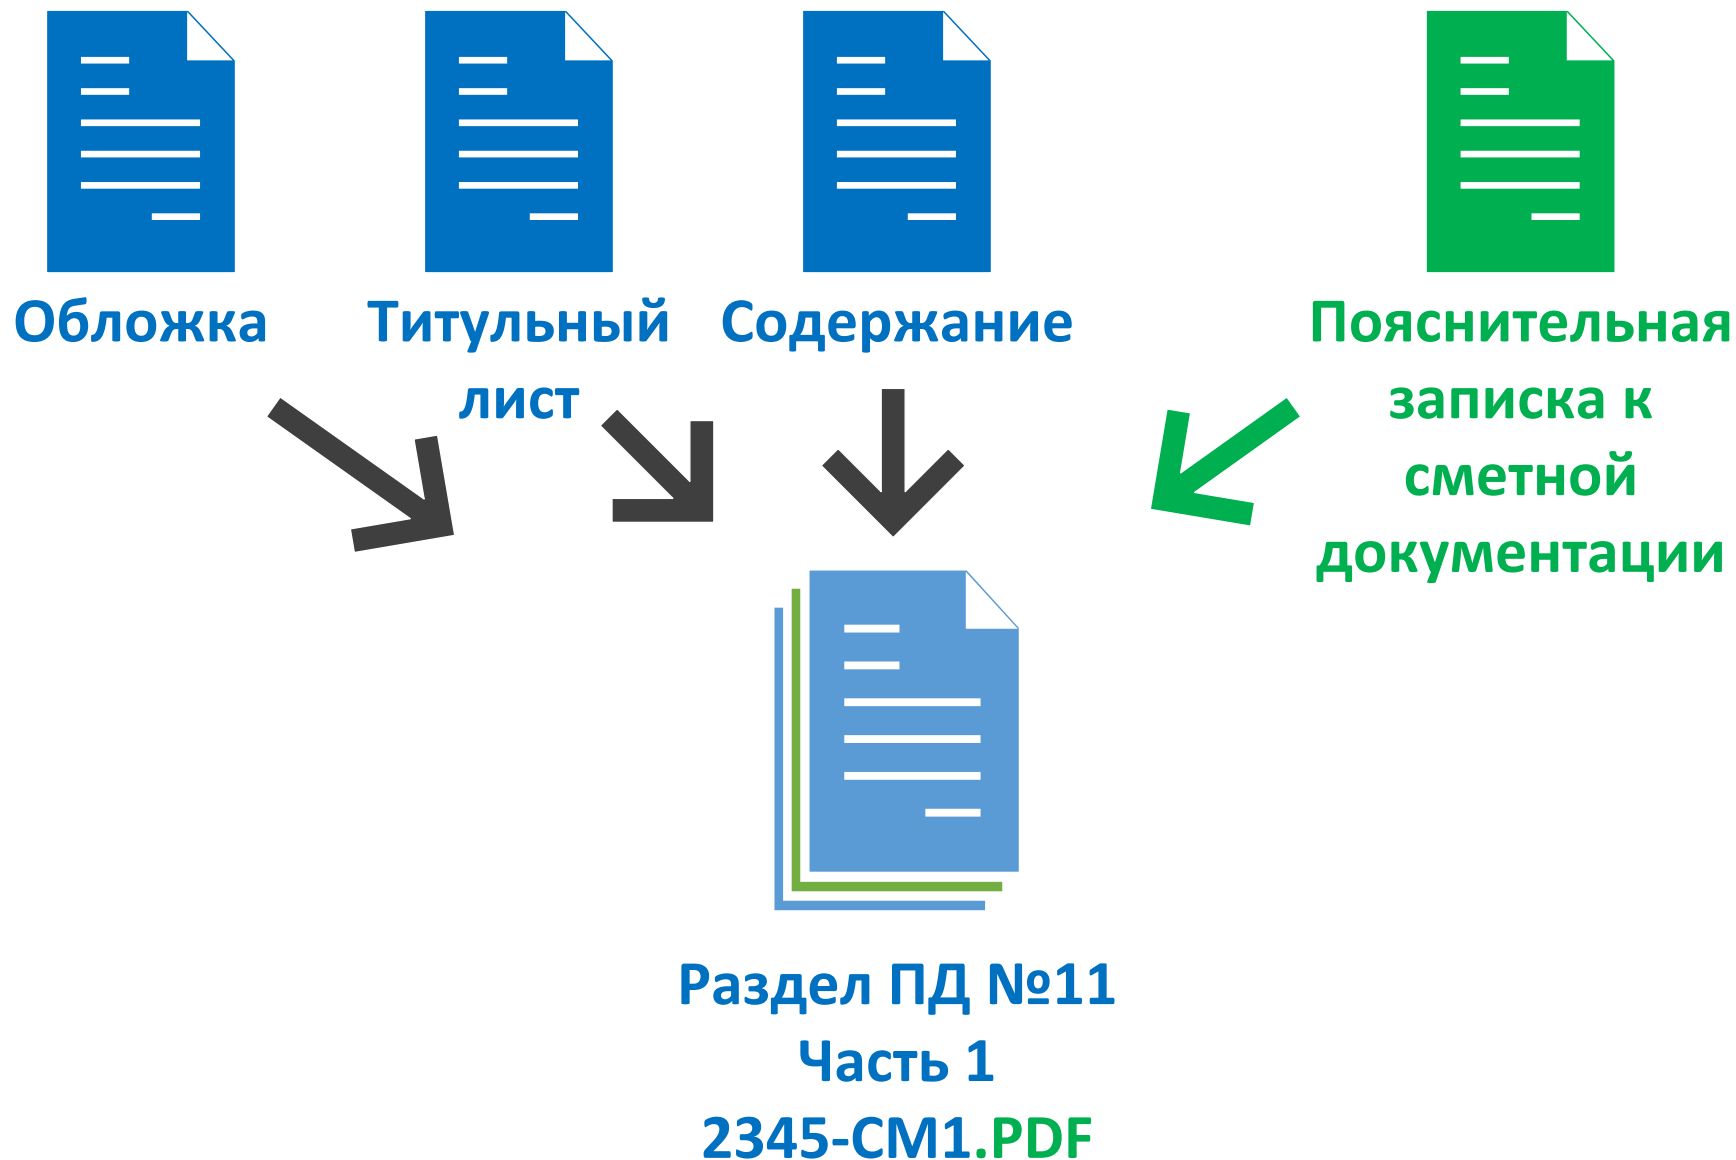 Обложка
Титульный
лист
Содержание
Пояснительная
записка к
сметной
документации
Раздел ПД №11
Часть 1
2345-СМ1.PDF